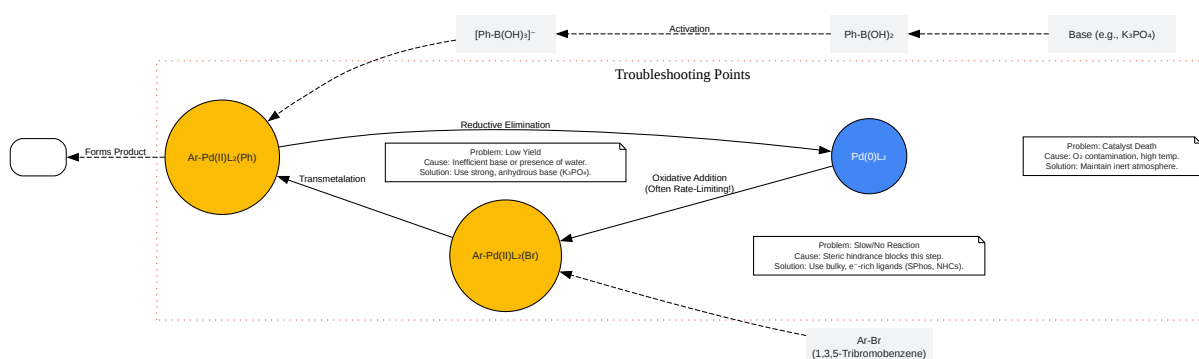 [Ph-B(OH)₃]⁻
Activation
Ph-B(OH)₂
Base (e.g., K₃PO₄)
Troubleshooting Points
Reductive Elimination
Forms Product
Ar-Pd(II)L₂(Ph)
Problem: Low Yield
Cause: Inefficient base or presence of water.
Solution: Use strong, anhydrous base (K₃PO₄).
Pd(0)L₂
Problem: Catalyst Death
Cause: O₂ contamination, high temp.
Solution: Maintain inert atmosphere.
Transmetalation
Oxidative Addition
(Often Rate-Limiting!)
Ar-Pd(II)L₂(Br)
Problem: Slow/No Reaction
Cause: Steric hindrance blocks this step.
Solution: Use bulky, e⁻-rich ligands (SPhos, NHCs).
Ar-Br
(1,3,5-Tribromobenzene)